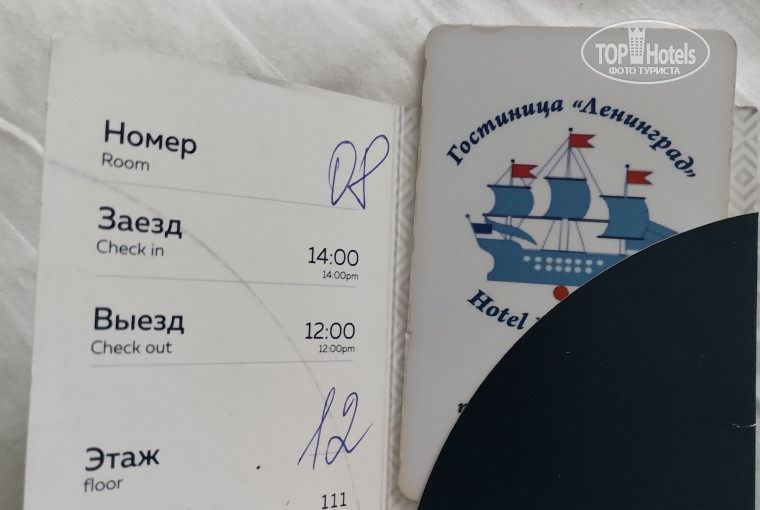 Номер
Room
Заезд
Check in
14:00
14:00pm
Выезд
Check out
12:00
12:00pm
Этаж
floor
12
111
Гостиница "Ленинград"
Hotel
TOP Hotels
ФОТО ТУРИСТА